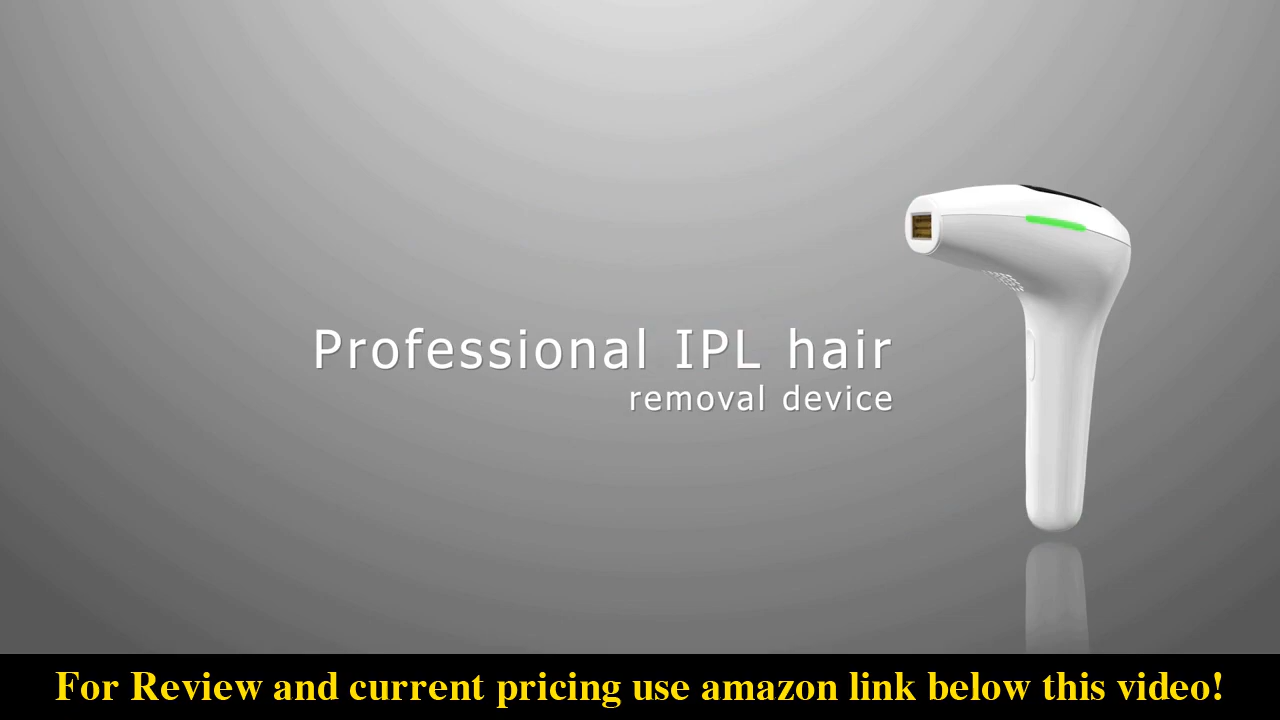 Professional IPL hair
removal device
For Review and current pricing use amazon link below this video!